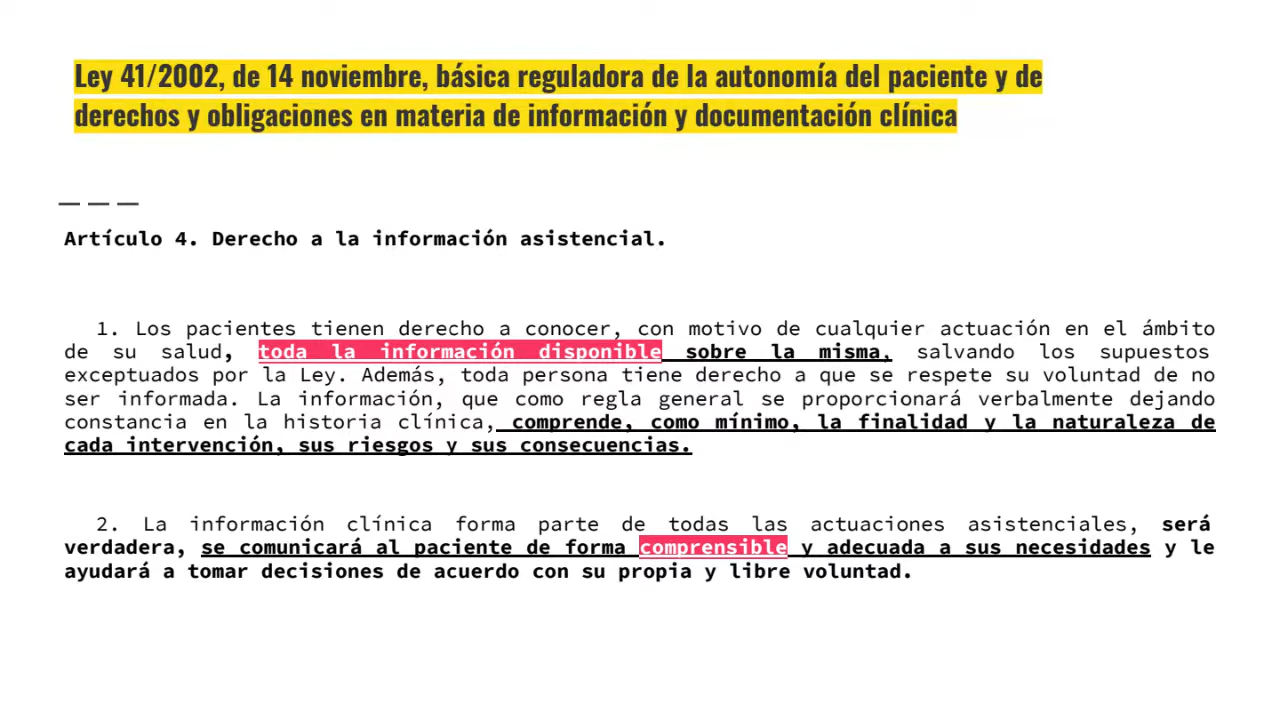 Ley 41/2002, de 14 noviembre, básica reguladora de la autonomía del paciente y de
derechos y obligaciones en materia de información y documentación clínica
Artículo 4. Derecho a la información asistencial.
1. Los pacientes tienen derecho a conocer, con motivo de cualquier actuación en el ámbito
de su salud, toda la información disponible sobre la misma, salvando los supuestos
exceptuados por la Ley. Además, toda persona tiene derecho a que se respete su voluntad de no
ser informada. La información, que como regla general se proporcionará verbalmente dejando
constancia en la historia clínica, comprende, como mínimo, la finalidad y la naturaleza de
cada intervención, sus riesgos y sus consecuencias.
2. La información clínica forma parte de todas las actuaciones asistenciales, será
verdadera, se comunicará al paciente de forma comprensible y adecuada a sus necesidades y le
ayudará a tomar decisiones de acuerdo con su propia y libre voluntad.